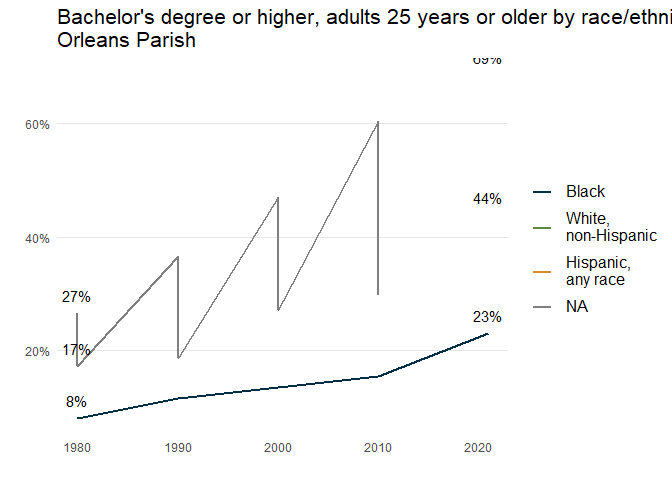 Bachelor's degree or higher, adults 25 years or older by race/ethni
Orleans Parish
69%
60%
44%
40%
27%
23%
20%
17%
8%
1980 1990 2000 2010 2020
Black
White,
non-Hispanic
Hispanic,
any race
NA